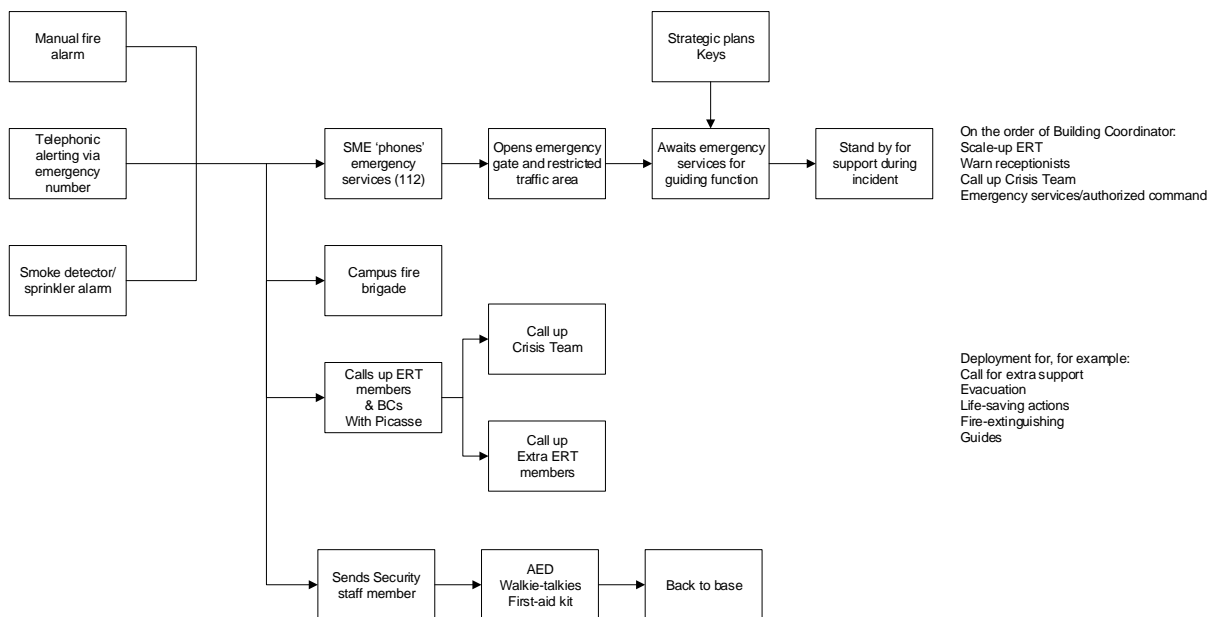 Manual fire
alarm
Strategic plans
Keys
Telephonic
alerting via
emergency
number
SME ‘phones’
emergency
services (112)
Opens emergency
gate and restricted
traffic area
Awaits emergency
services for
guiding function
Stand by for
support during
incident
On the order of Building Coordinator:
Scale-up ERT
Warn receptionists
Call up Crisis Team
Emergency services/authorized command
Smoke detector/
sprinkler alarm
Campus fire
brigade
Call up
Crisis Team
Calls up ERT
members
& BCs
With Picasse
Call up
Extra ERT
members
Deployment for, for example:
Call for extra support
Evacuation
Life-saving actions
Fire-extinguishing
Guides
Sends Security
staff member
AED
Walkie-talkies
First-aid kit
Back to base